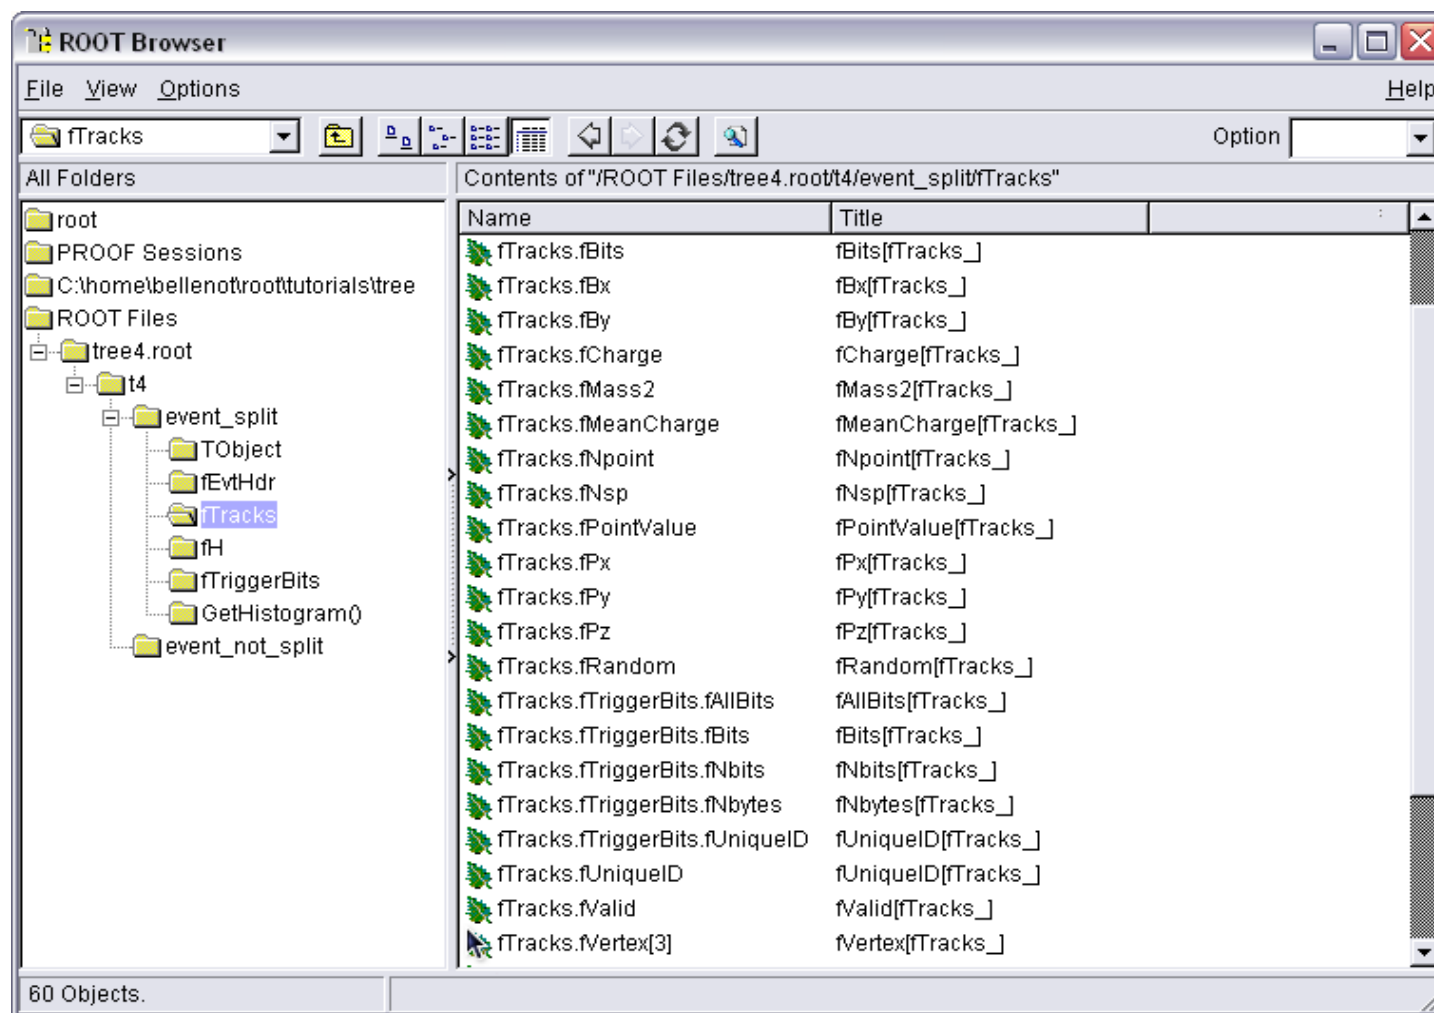 ROOT Browser
File View Options Help
fTracks Option
All Folders
Contents of "/ROOT Files/tree4.root/t4/event_split/fTracks"
root
PROOF Sessions
C:\home\bellenot\root\tutorials\tree
ROOT Files
tree4.root
t4
event_split
TObject
fEvtHdr
fTracks
fH
fTriggerBits
GetHistogram()
event_not_split
Name Title
fTracks.fBits fBits[fTracks_]
fTracks.fBx fBx[fTracks_]
fTracks.fBy fBy[fTracks_]
fTracks.fCharge fCharge[fTracks_]
fTracks.fMass2 fMass2[fTracks_]
fTracks.fMeanCharge fMeanCharge[fTracks_]
fTracks.fNpoint fNpoint[fTracks_]
fTracks.fNsp fNsp[fTracks_]
fTracks.fPointValue fPointValue[fTracks_]
fTracks.fPx fPx[fTracks_]
fTracks.fPy fPy[fTracks_]
fTracks.fPz fPz[fTracks_]
fTracks.fRandom fRandom[fTracks_]
fTracks.fTriggerBits.fAllBits fAllBits[fTracks_]
fTracks.fTriggerBits.fBits fBits[fTracks_]
fTracks.fTriggerBits.fNbits fNbits[fTracks_]
fTracks.fTriggerBits.fNbytes fNbytes[fTracks_]
fTracks.fTriggerBits.fUniqueID fUniqueID[fTracks_]
fTracks.fUniqueID fUniqueID[fTracks_]
fTracks.fValid fValid[fTracks_]
fTracks.fVertex[3] fVertex[fTracks_]
60 Objects.